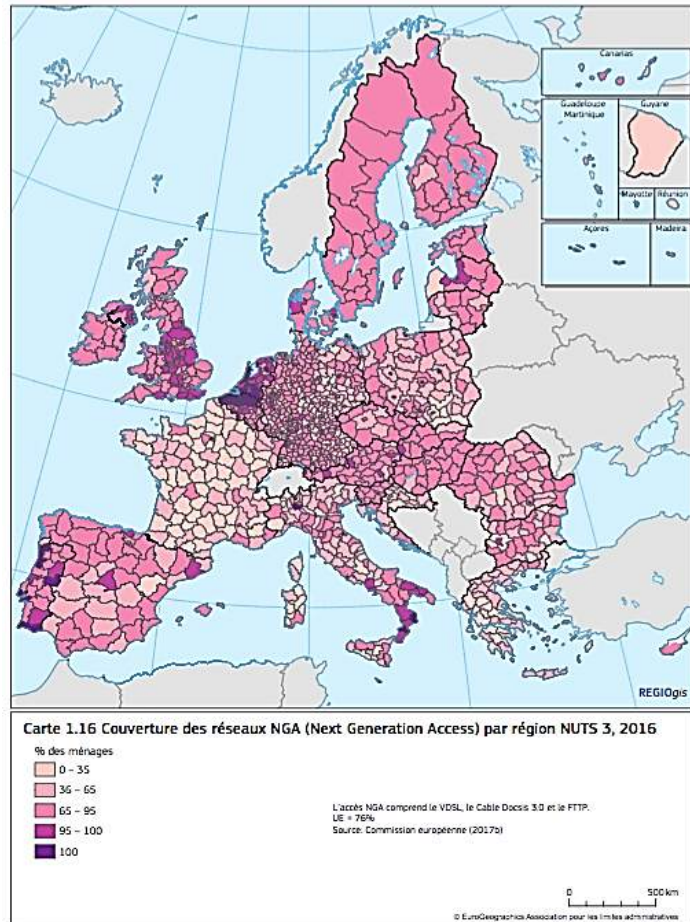 Canarias
Guadeloupe
Martinique
Guyane
Mayotte
Réunion
Açores
Madeira
REGIOgis
Carte 1.16 Couverture des réseaux NGA (Next Generation Access) par région NUTS 3, 2016
% des ménages
0 – 35
36 – 65
65 – 95
95 – 100
100
L'accès NGA comprend le VDSL, le Cable Docsis 3.0 et le FTTP.
UE = 76%
Source: Commission européenne (2017b)
0 500 km
© EuroGeographics Association pour les limites administratives